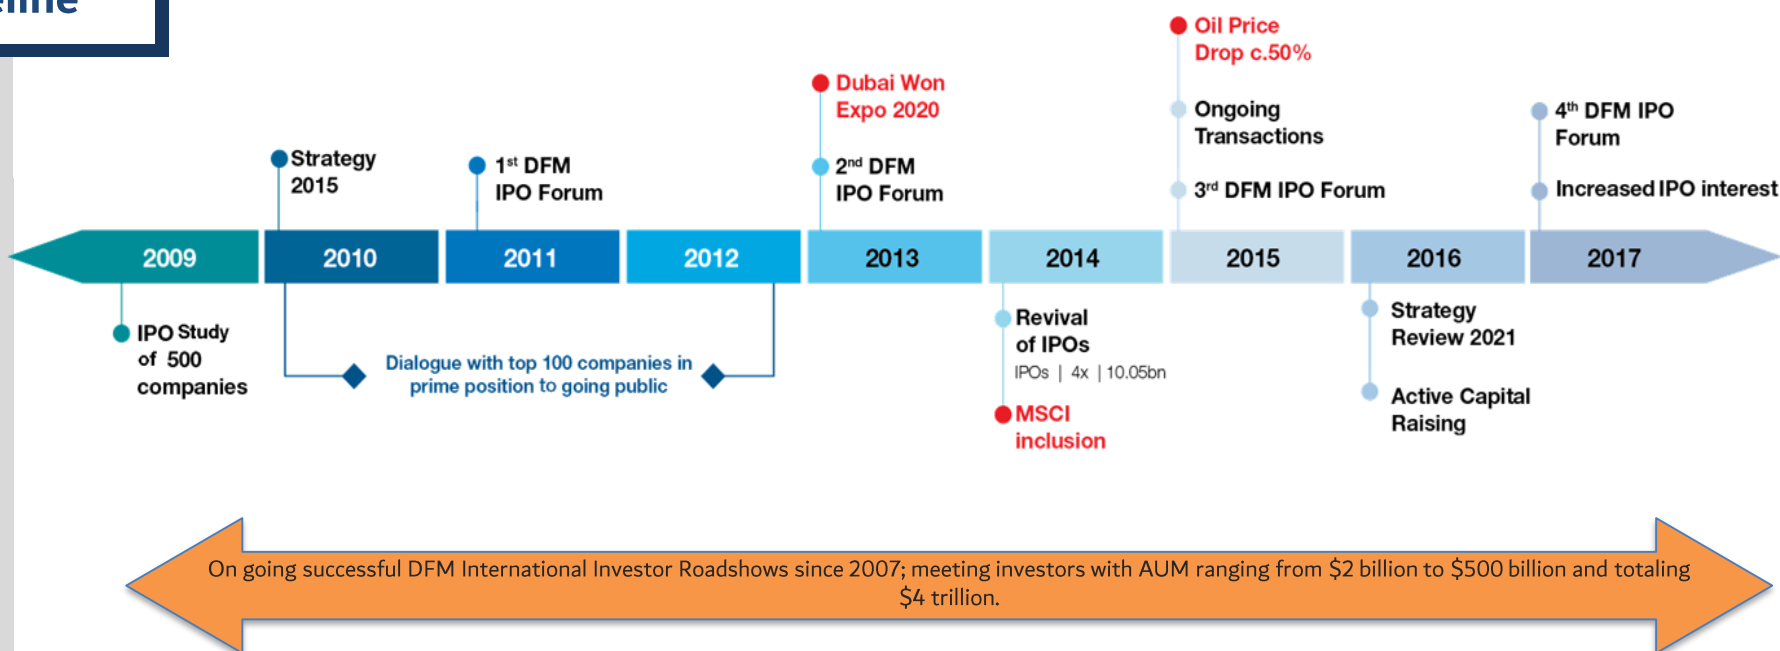 Oil Price
Drop c.50%
Dubai Won
Expo 2020
Ongoing
Transactions
4th DFM IPO
Forum
Strategy
2015
1st DFM
IPO Forum
2nd DFM
IPO Forum
3rd DFM IPO Forum
Increased IPO interest
2009
2010
2011
2012
2013
2014
2015
2016
2017
IPO Study
of 500
companies
Dialogue with top 100 companies in
prime position to going public
Revival
of IPOs
IPOs | 4x | 10.05bn
MSCI
inclusion
Strategy
Review 2021
Active Capital
Raising
On going successful DFM International Investor Roadshows since 2007; meeting investors with AUM ranging from $2 billion to $500 billion and totaling
$4 trillion.